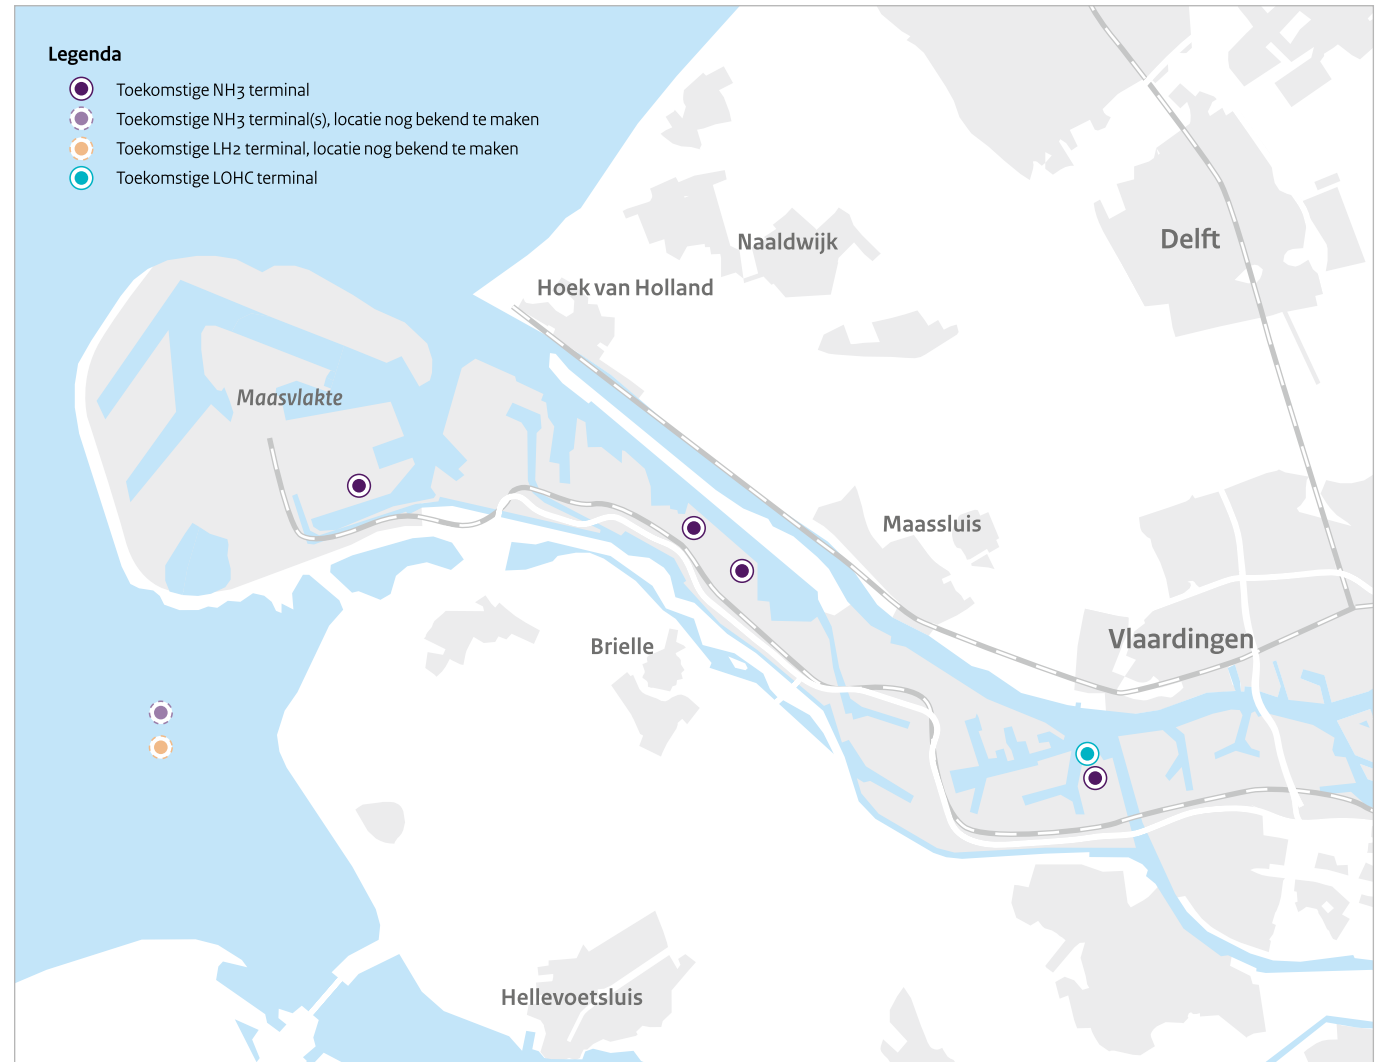 Legenda
Toekomstige NH3 terminal
Toekomstige NH3 terminal(s), locatie nog bekend te maken
Toekomstige LH2 terminal, locatie nog bekend te maken
Toekomstige LOHC terminal
Delft
Naaldwijk
Hoek van Holland
Maasvlakte
Maassluis
Vlaardingen
Brielle
Hellevoetsluis